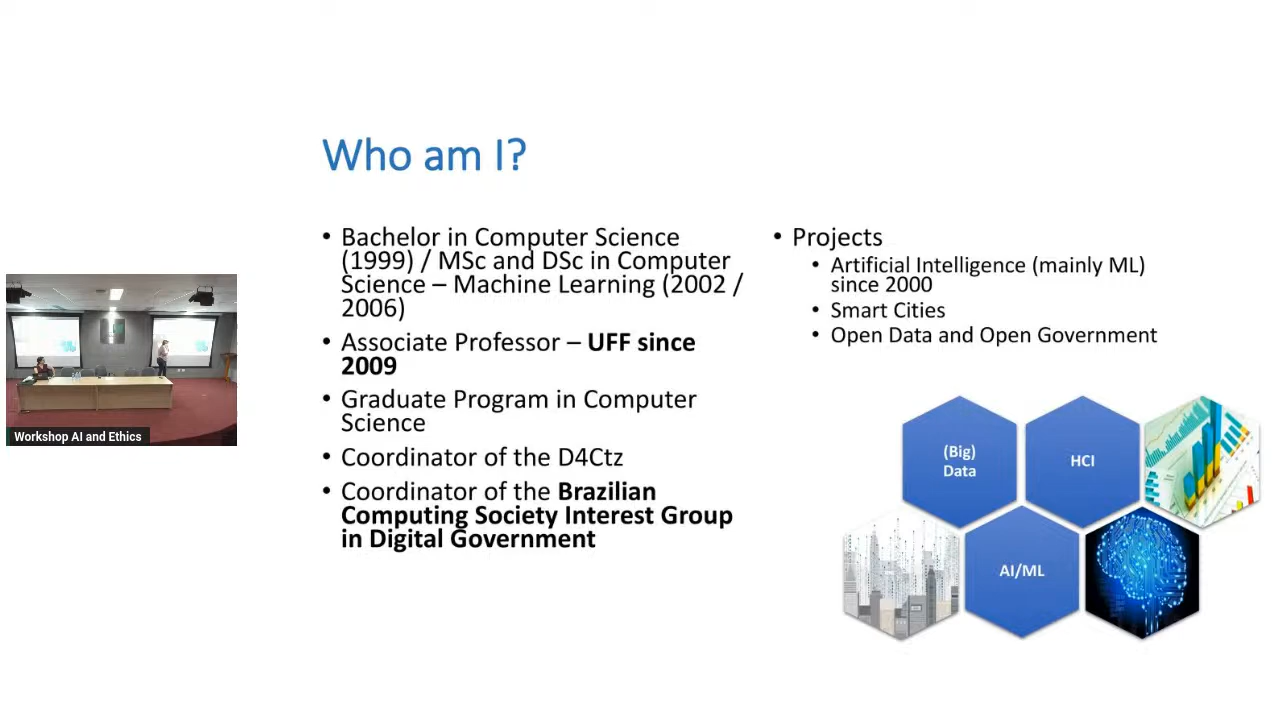 Who am I?
• Bachelor in Computer Science
(1999) / MSc and DSc in Computer
Science – Machine Learning (2002 /
2006)
• Associate Professor – UFF since
2009
• Graduate Program in Computer
Science
• Coordinator of the D4Ctz
• Coordinator of the Brazilian
Computing Society Interest Group
in Digital Government
• Projects
• Artificial Intelligence (mainly ML)
since 2000
• Smart Cities
• Open Data and Open Government
(Big)
Data
HCI
AI/ML
Workshop AI and Ethics